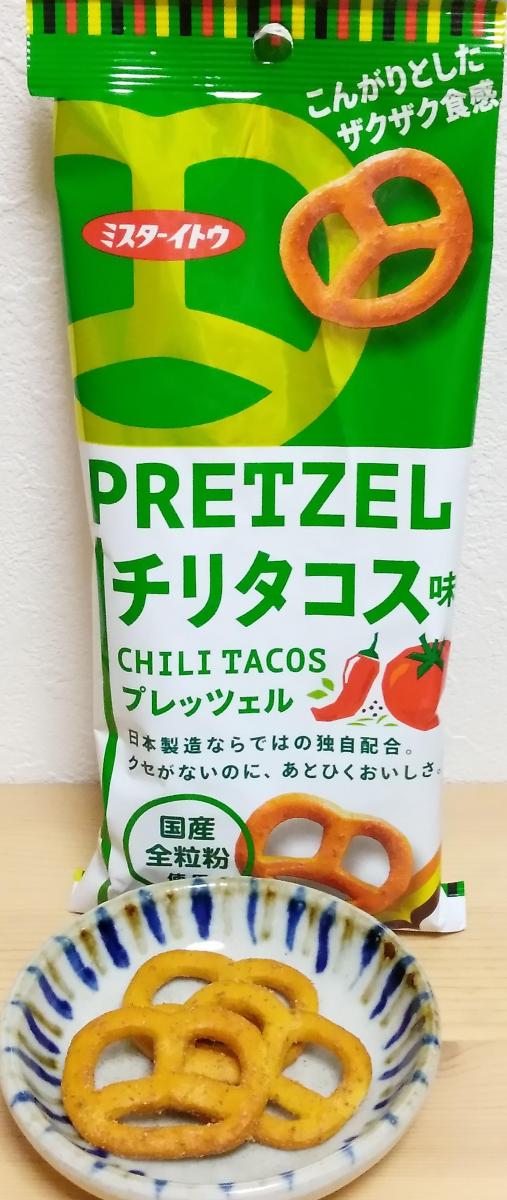 こんがりとした
ザクザク食感
ミスターイトウ
PRETZEL
チリタコス味
CHILI TACOS
プレッツェル
日本製造ならではの独自配合。
クセがないのに、あとひくおいしさ。
国産
全粒粉